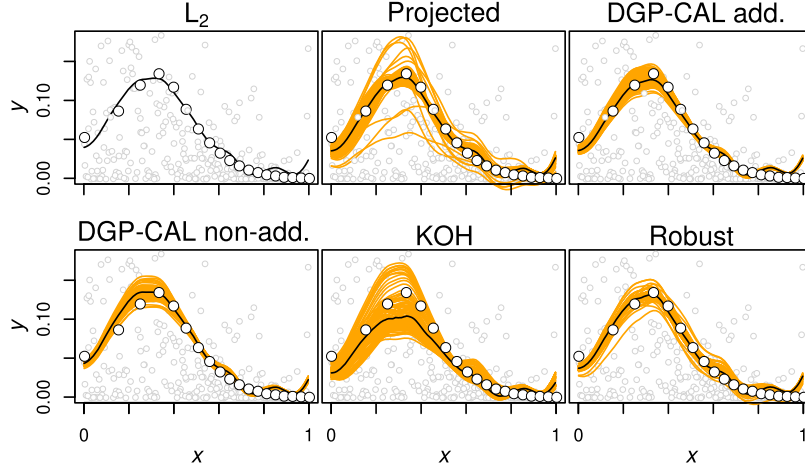 L₂ Projected DGP-CAL add.
y
0.10
0.00
DGP-CAL non-add. KOH Robust
y
0.10
0.00
0 1 0 1 0 1
x x x